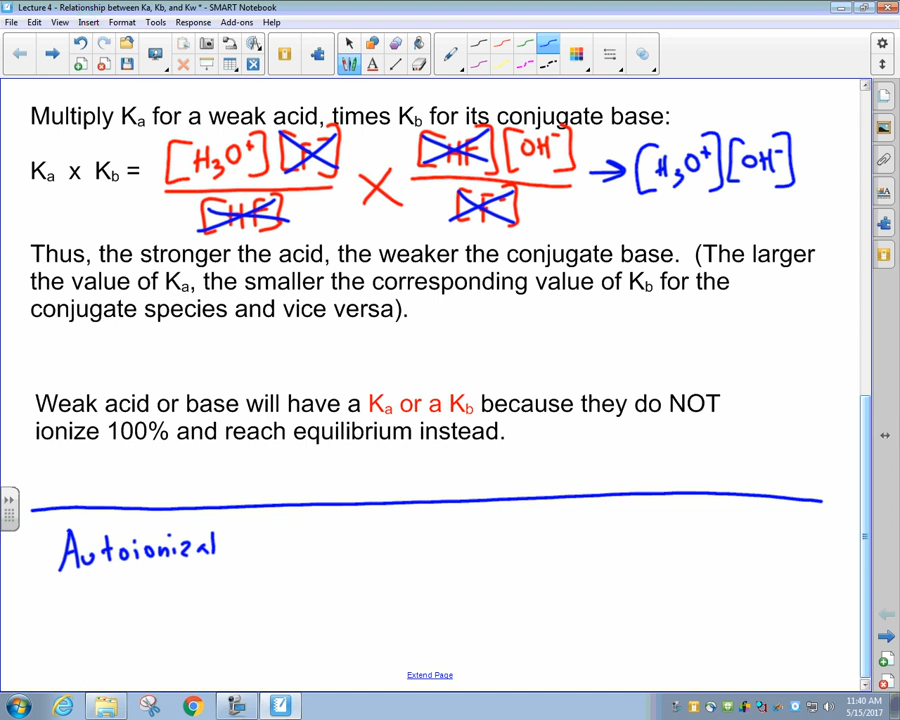 Lecture 4 - Relationship between Ka, Kb, and Kw * - SMART Notebook
File Edit View Insert Format Tools Response Add-ons Help
Multiply Ka for a weak acid, times Kb for its conjugate base:
Ka x Kb = [H3O+] [F-] / [HF] X [HF] [OH-] / [F-] → [H3O+] [OH-]
Thus, the stronger the acid, the weaker the conjugate base. (The larger
the value of Ka, the smaller the corresponding value of Kb for the
conjugate species and vice versa).
Weak acid or base will have a Ka or a Kb because they do NOT
ionize 100% and reach equilibrium instead.
Autoionizal
Extend Page
11:40 AM
5/15/2017